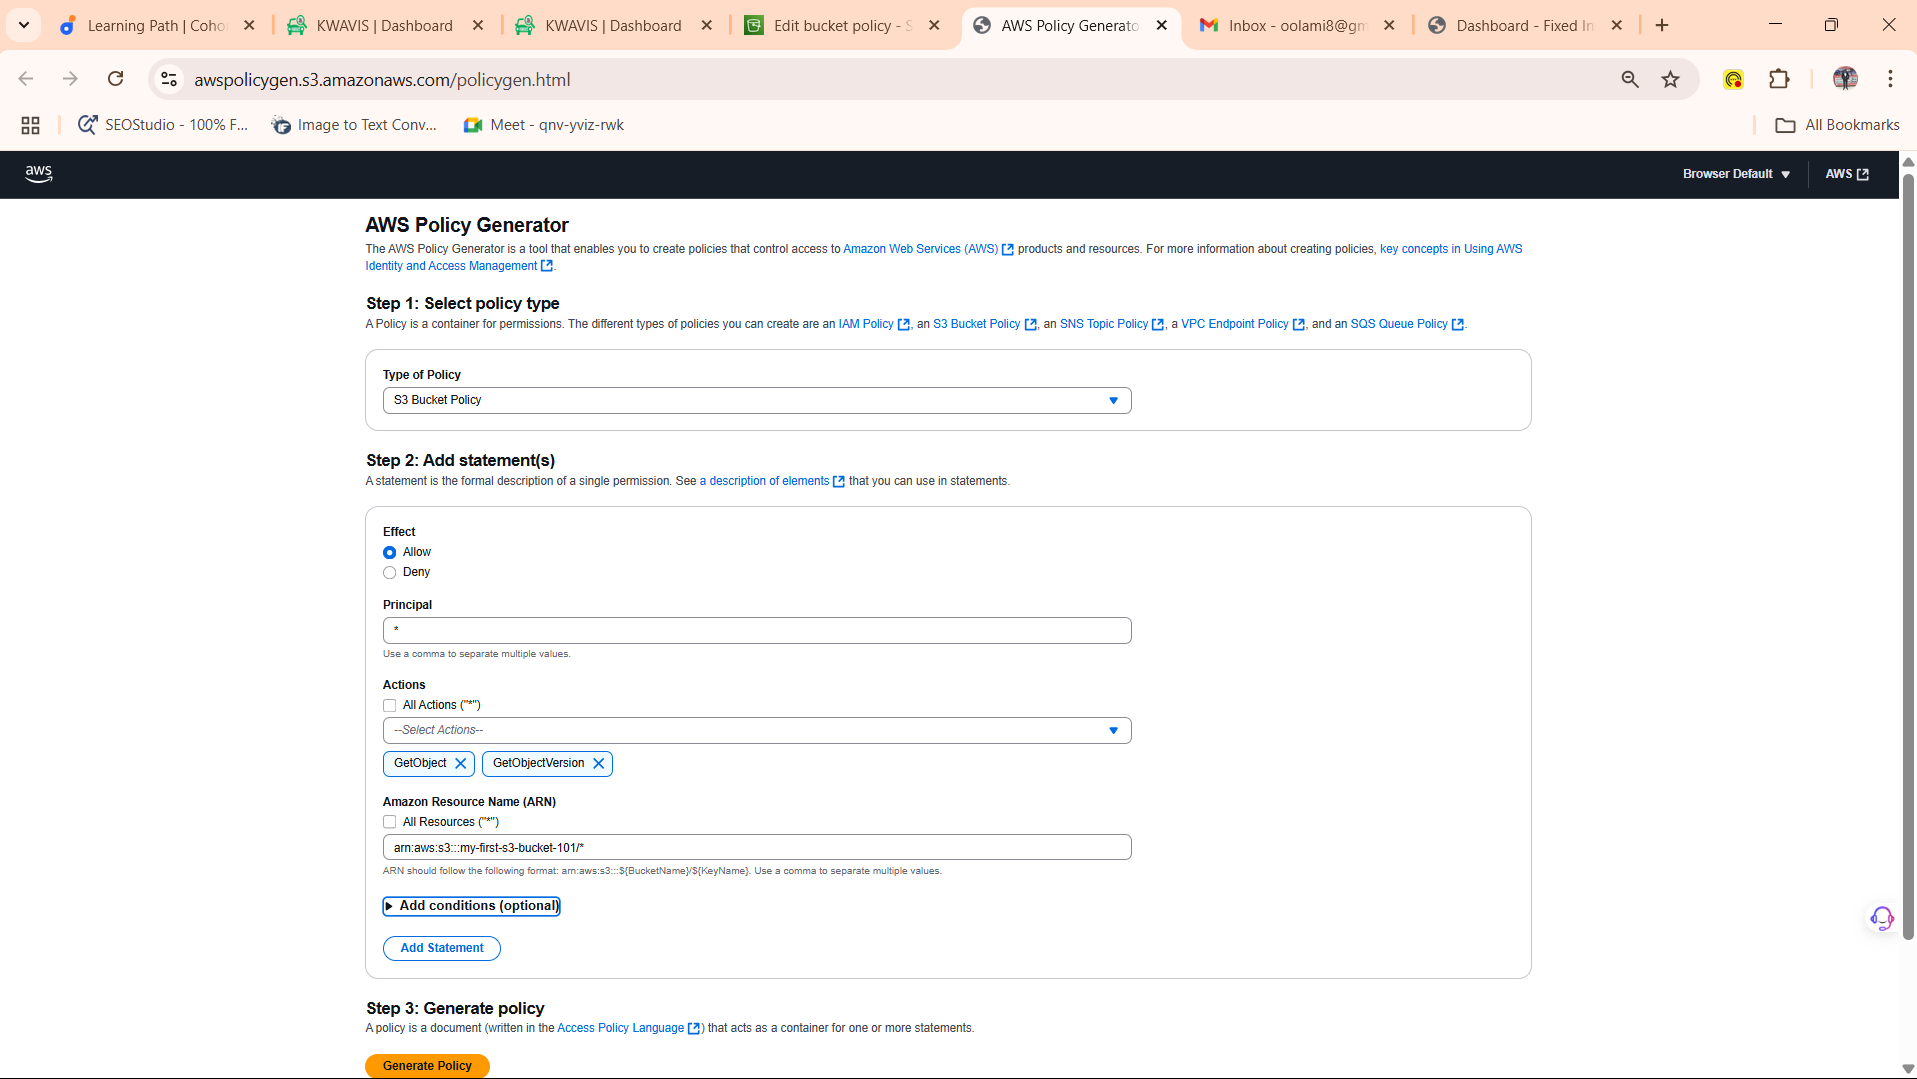 Learning Path | Coho
KWAVIS | Dashboard
KWAVIS | Dashboard
Edit bucket policy - S
AWS Policy Generato
Inbox - oolami8@gm
Dashboard - Fixed In
awspolicygen.s3.amazonaws.com/policygen.html
SEOStudio - 100% F...
Image to Text Conv...
Meet - qnv-yviz-rwk
All Bookmarks
aws
Browser Default
AWS
AWS Policy Generator
The AWS Policy Generator is a tool that enables you to create policies that control access to Amazon Web Services (AWS) products and resources. For more information about creating policies, key concepts in Using AWS
Identity and Access Management.
Step 1: Select policy type
A Policy is a container for permissions. The different types of policies you can create are an IAM Policy, an S3 Bucket Policy, an SNS Topic Policy, a VPC Endpoint Policy, and an SQS Queue Policy.
Type of Policy
S3 Bucket Policy
Step 2: Add statement(s)
A statement is the formal description of a single permission. See a description of elements that you can use in statements.
Effect
Allow
Deny
Principal
*
Use a comma to separate multiple values.
Actions
All Actions ("*")
--Select Actions--
GetObject
GetObjectVersion
Amazon Resource Name (ARN)
All Resources ("*")
arn:aws:s3:::my-first-s3-bucket-101/*
ARN should follow the following format: arn:aws:s3:::${BucketName}/${KeyName}. Use a comma to separate multiple values.
Add conditions (optional)
Add Statement
Step 3: Generate policy
A policy is a document (written in the Access Policy Language) that acts as a container for one or more statements.
Generate Policy